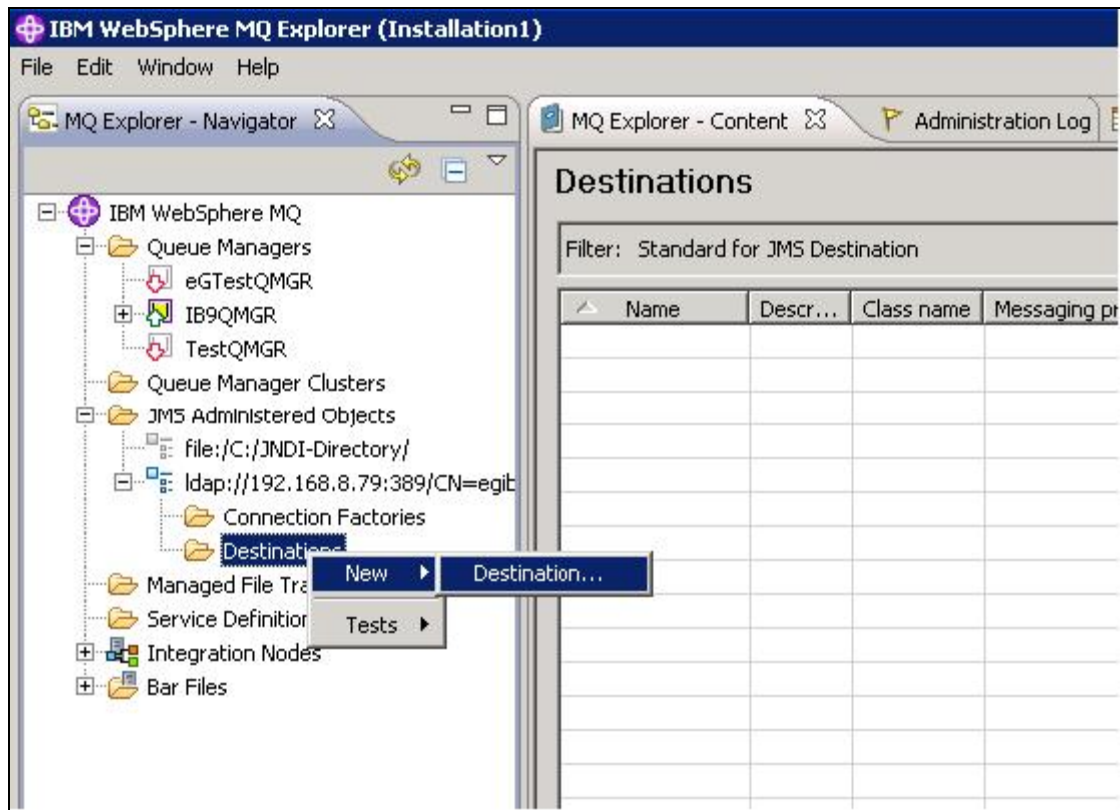 IBM WebSphere MQ Explorer (Installation1)
File Edit Window Help
MQ Explorer - Navigator
MQ Explorer - Content
Administration Log
Destinations
Filter: Standard for JMS Destination
Name Descr... Class name Messaging pr
IBM WebSphere MQ
Queue Managers
eGTestQMGR
IB9QMGR
TestQMGR
Queue Manager Clusters
JMS Administered Objects
file:/C:/JNDI-Directory/
ldap://192.168.8.79:389/CN=egib
Connection Factories
Destinations
New
Destination...
Tests
Managed File Tra
Service Definition
Integration Nodes
Bar Files